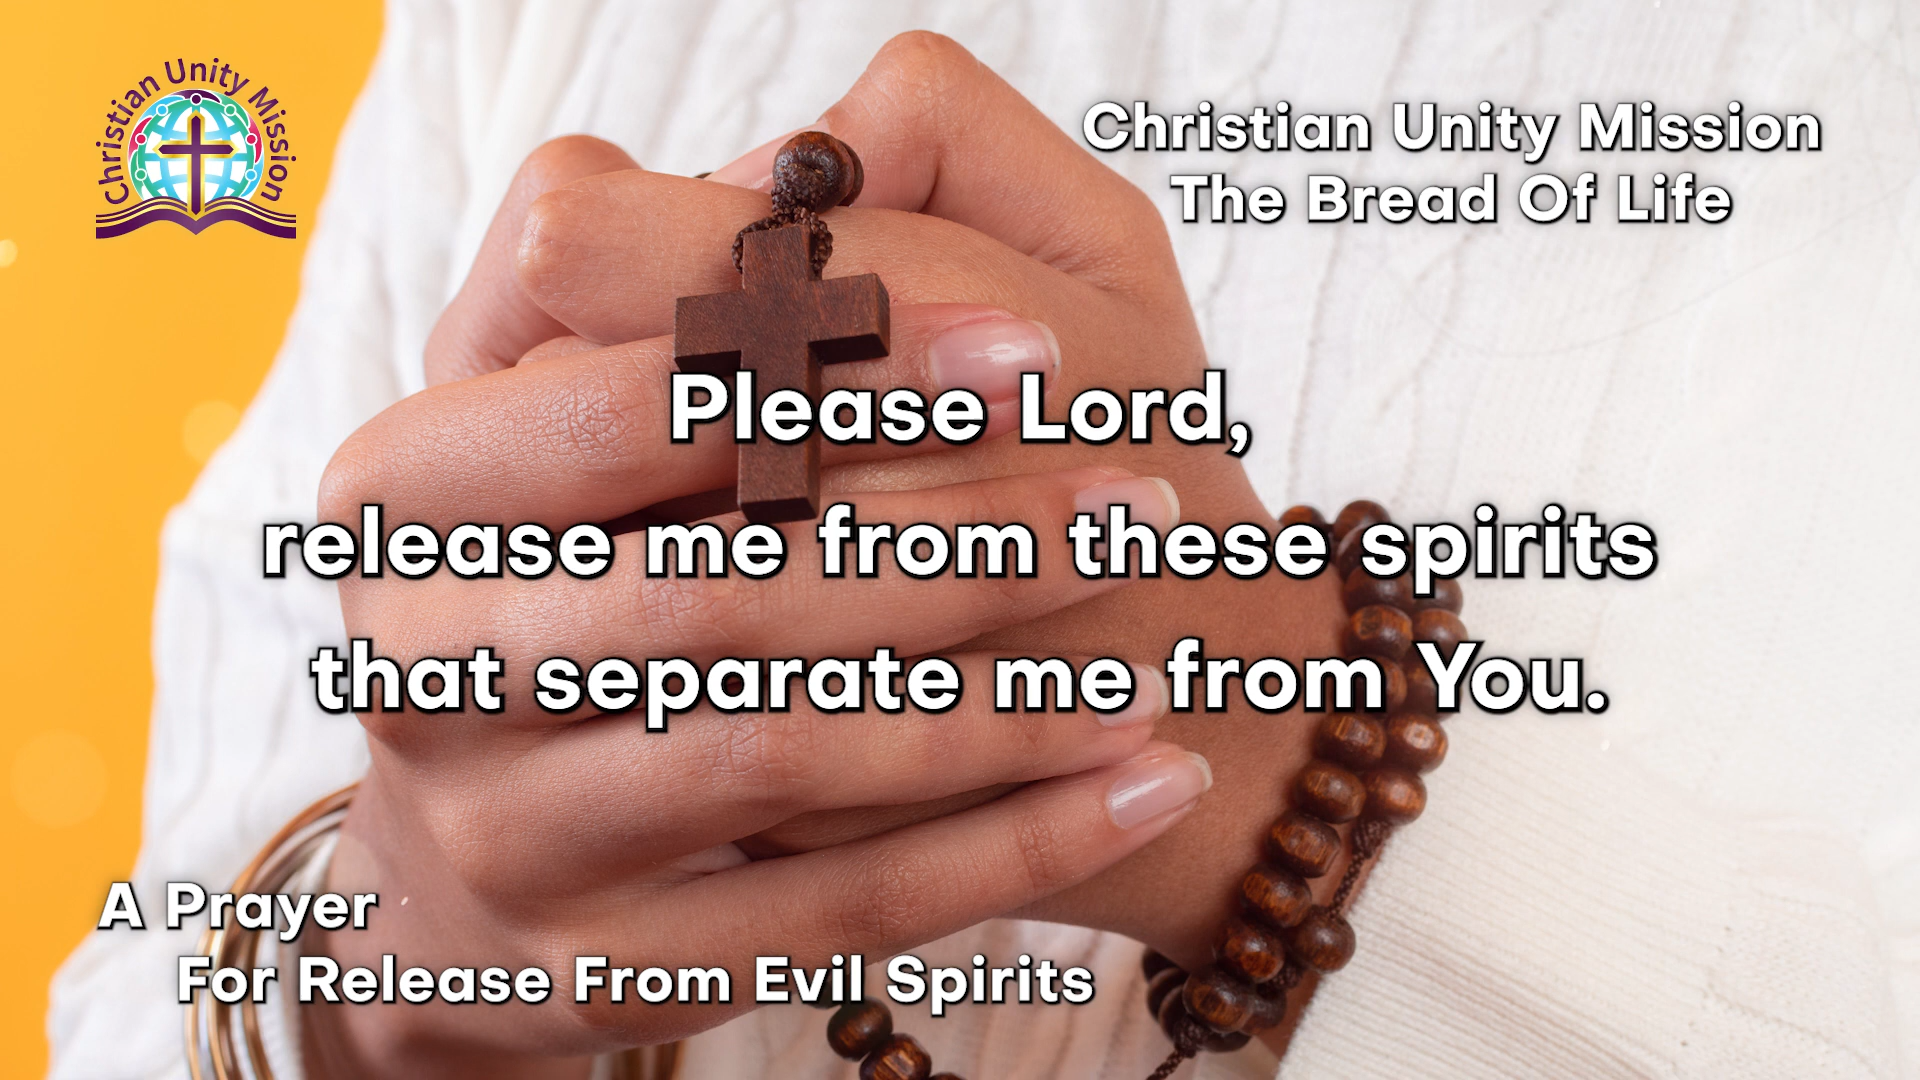 Christian Unity Mission
Christian Unity Mission
The Bread Of Life
Please Lord,
release me from these spirits
that separate me from You.
A Prayer
For Release From Evil Spirits